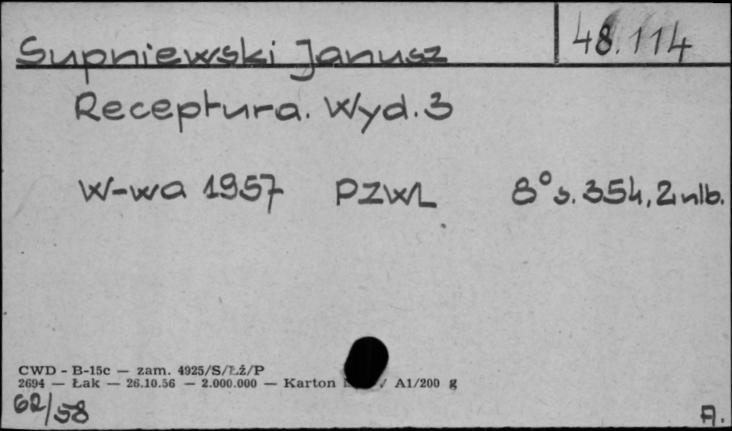 48.114
Supniewski Janusz
Receptura. Wyd. 3
W-wa 1957 PZWL 8° s. 354, 2 nlb.
CWD - B-15c — zam. 4925/S/Łż/P
2694 — Łak — 26.10.56 — 2.000.000 — Karton A1/200 g
62/58 A.